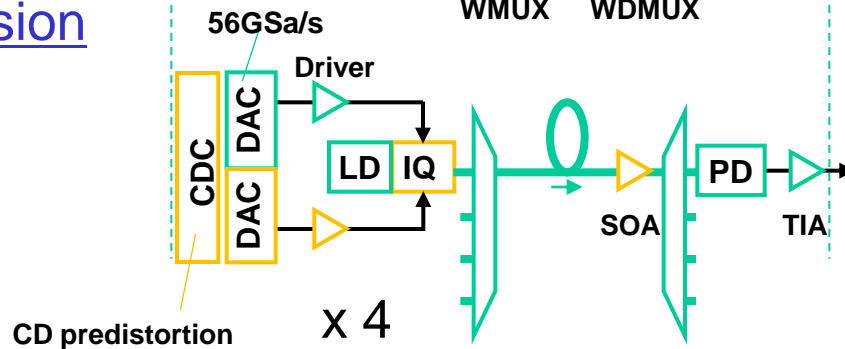 sion
WMUX WDMUX
56GSa/s
Driver
CDC
DAC
DAC
LD
IQ
PD
SOA
TIA
x 4
CD predistortion